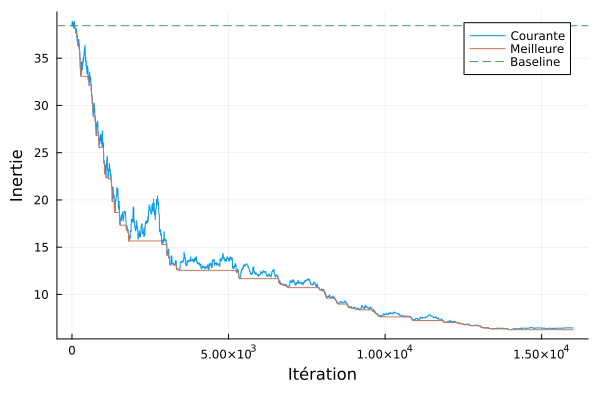 Courante
Meilleure
Baseline
35
30
25
20
15
10
Inertie
0
5.00×10³
1.00×10⁴
1.50×10⁴
Itération